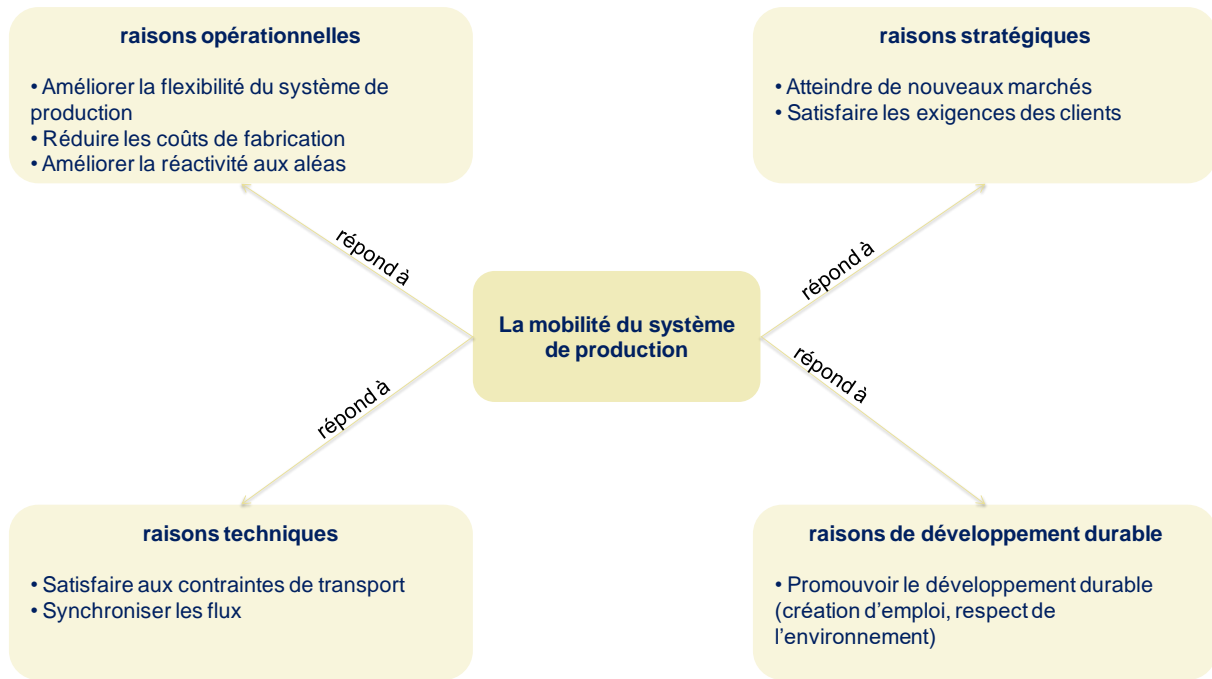 raisons opérationnelles
• Améliorer la flexibilité du système de
production
• Réduire les coûts de fabrication
• Améliorer la réactivité aux aléas
raisons stratégiques
• Atteindre de nouveaux marchés
• Satisfaire les exigences des clients
répond à
répond à
La mobilité du système
de production
répond à
répond à
raisons techniques
• Satisfaire aux contraintes de transport
• Synchroniser les flux
raisons de développement durable
• Promouvoir le développement durable
(création d’emploi, respect de
l’environnement)